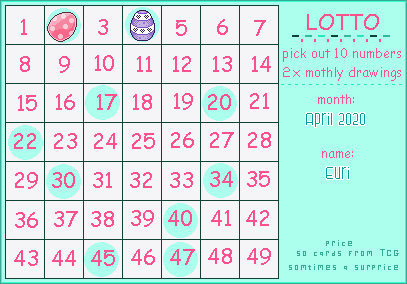 1 3 5 6 7
8 9 10 11 12 13 14
15 16 17 18 19 20 21
22 23 24 25 26 27 28
29 30 31 32 33 34 35
36 37 38 39 40 41 42
43 44 45 46 47 48 49
LOTTO
pick out 10 numbers
2x mothly drawings
month:
April 2020
name:
Euri
price
50 cards from TCG
somtimes a surprice